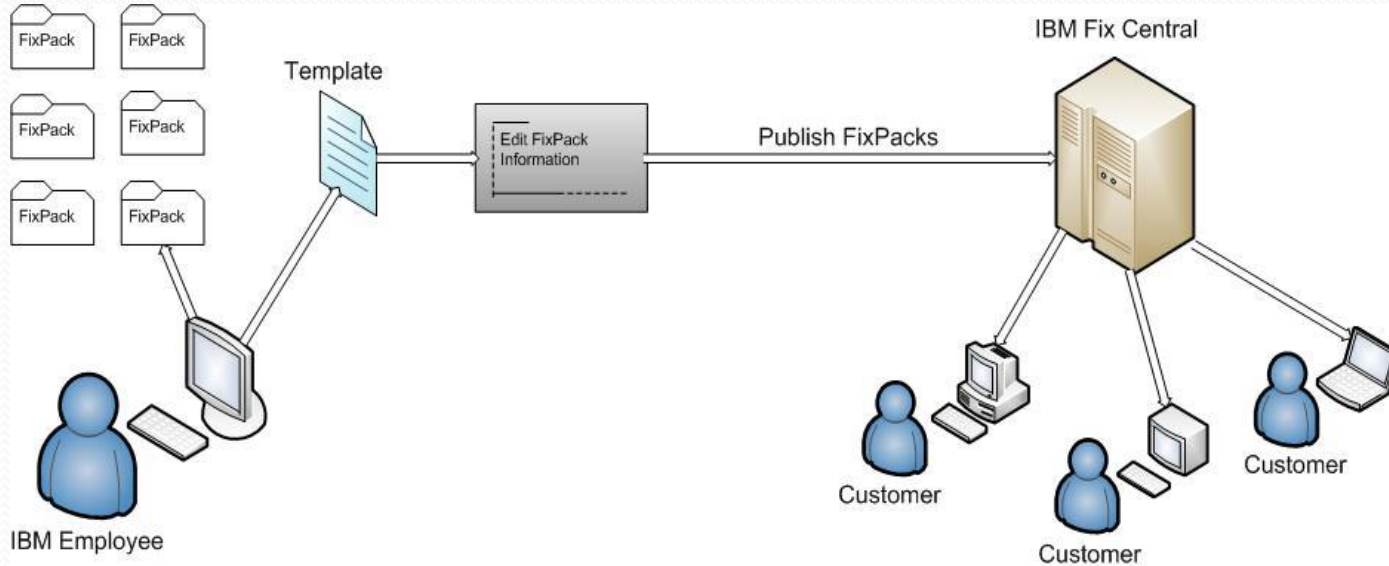 IBM Fix Central
FixPack
FixPack
Template
FixPack
FixPack
Edit FixPack
Information
Publish FixPacks
FixPack
FixPack
Customer
Customer
IBM Employee
Customer